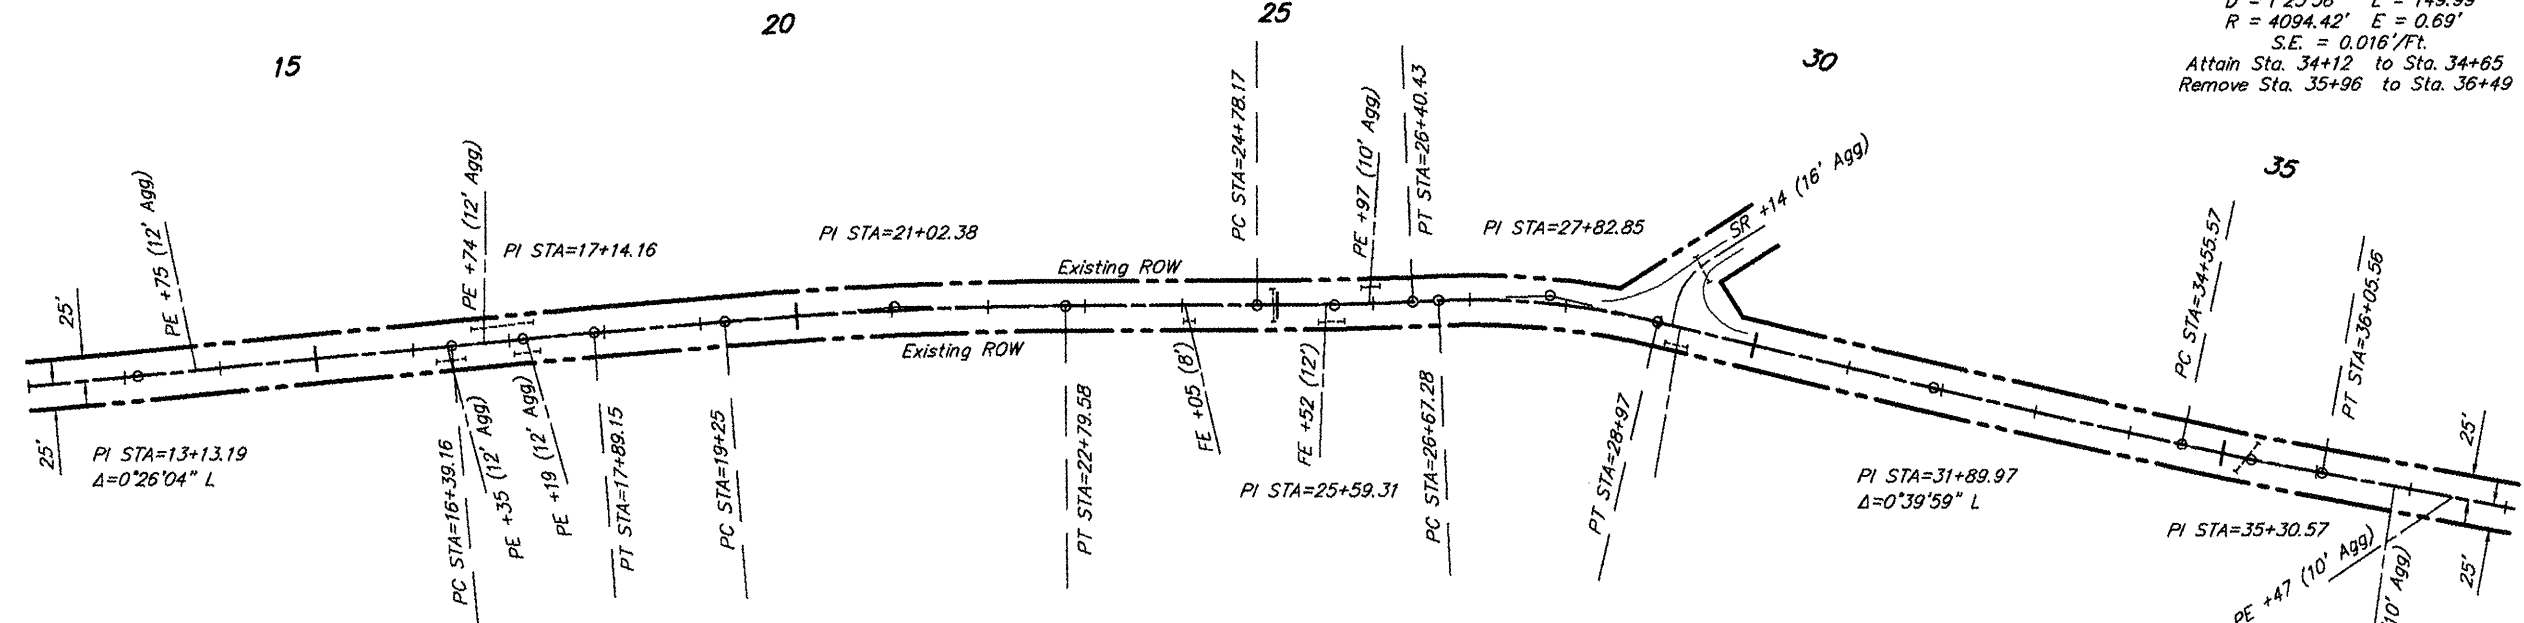 D = 1°25'56" L = 149.99'
R = 4094.42' E = 0.69'
S.E. = 0.016'/Ft.
Attain Sta. 34+12 to Sta. 34+65
Remove Sta. 35+96 to Sta. 36+49
15
20
25
30
35
25'
PE +75 (12' Agg)
PE +74 (12' Agg)
PI STA=17+14.16
PI STA=21+02.38
PC STA=24+78.17
PE +97 (10' Agg)
PT STA=26+40.43
PI STA=27+82.85
SR +14 (16' Agg)
PC STA=34+55.57
PT STA=36+05.56
25'
Existing ROW
Existing ROW
25'
PI STA=13+13.19
Δ=0°26'04" L
PC STA=16+39.16
PE +35 (12' Agg)
PE +19 (12' Agg)
PT STA=17+89.15
PC STA=19+25
PT STA=22+79.58
FE +05 (8')
FE +52 (12')
PI STA=25+59.31
PC STA=26+67.28
PT STA=28+97
PI STA=31+89.97
Δ=0°39'59" L
PI STA=35+30.57
PE +47 (10' Agg)
10' Agg)
25'